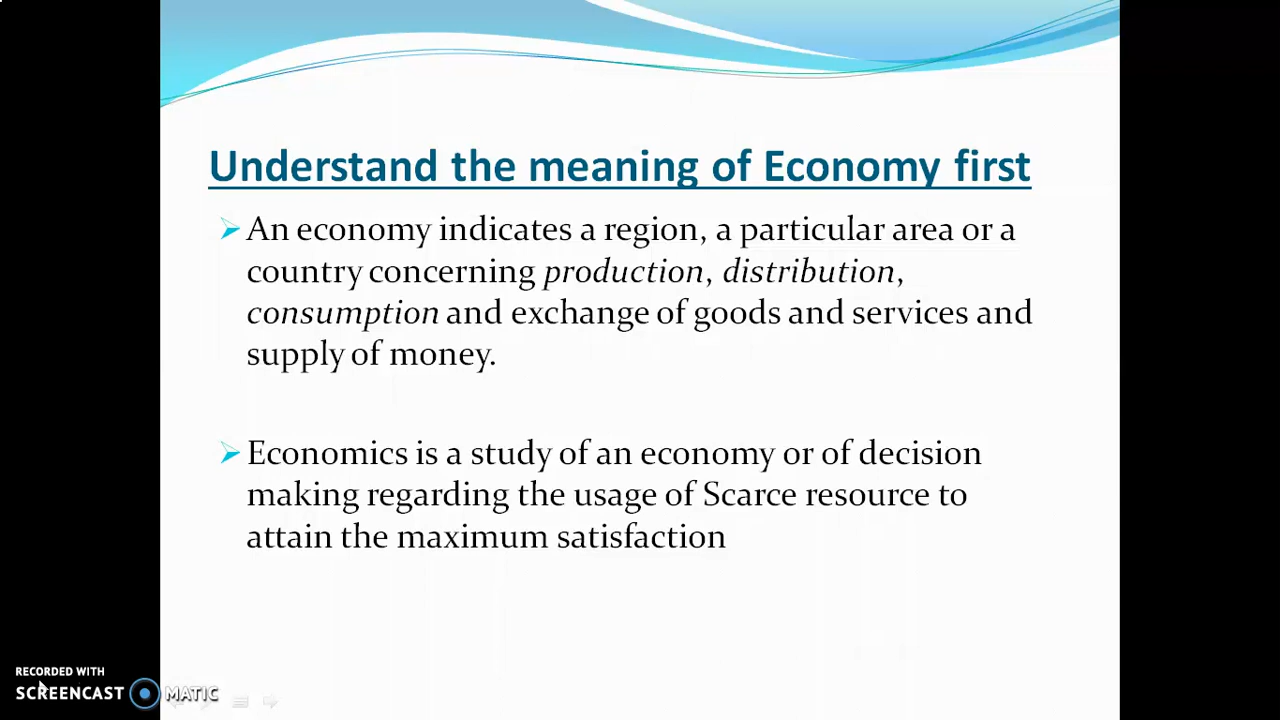 Understand the meaning of Economy first
An economy indicates a region, a particular area or a
country concerning production, distribution,
consumption and exchange of goods and services and
supply of money.
Economics is a study of an economy or of decision
making regarding the usage of Scarce resource to
attain the maximum satisfaction
RECORDED WITH
SCREENCAST MATIC